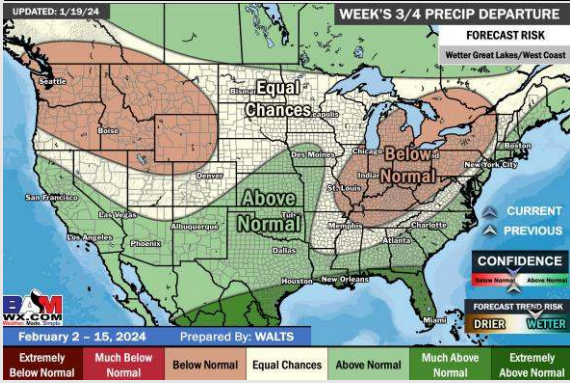 UPDATED: 1/19/24
WEEK'S 3/4 PRECIP DEPARTURE
FORECAST RISK
Wetter Great Lakes/West Coast
Seattle
Boise
Equal
Chances
Des Moines
Chicago
Below
Normal
Boston
New York City
St. Louis
Denver
San Francisco
Las Vegas
Los Angeles
Phoenix
Albuquerque
Above
Normal
Memphis
Charlotte
Atlanta
Dallas
Houston
New Orleans
Miami
CURRENT
PREVIOUS
CONFIDENCE
Below Normal
Above Normal
FORECAST TREND RISK
DRIER
WETTER
BAM
WX.COM
Weather. Made. Simple.
February 2 – 15, 2024
Prepared By: WALTS
Extremely
Below Normal
Much Below
Normal
Below Normal
Equal Chances
Above Normal
Much Above
Normal
Extremely
Above Normal